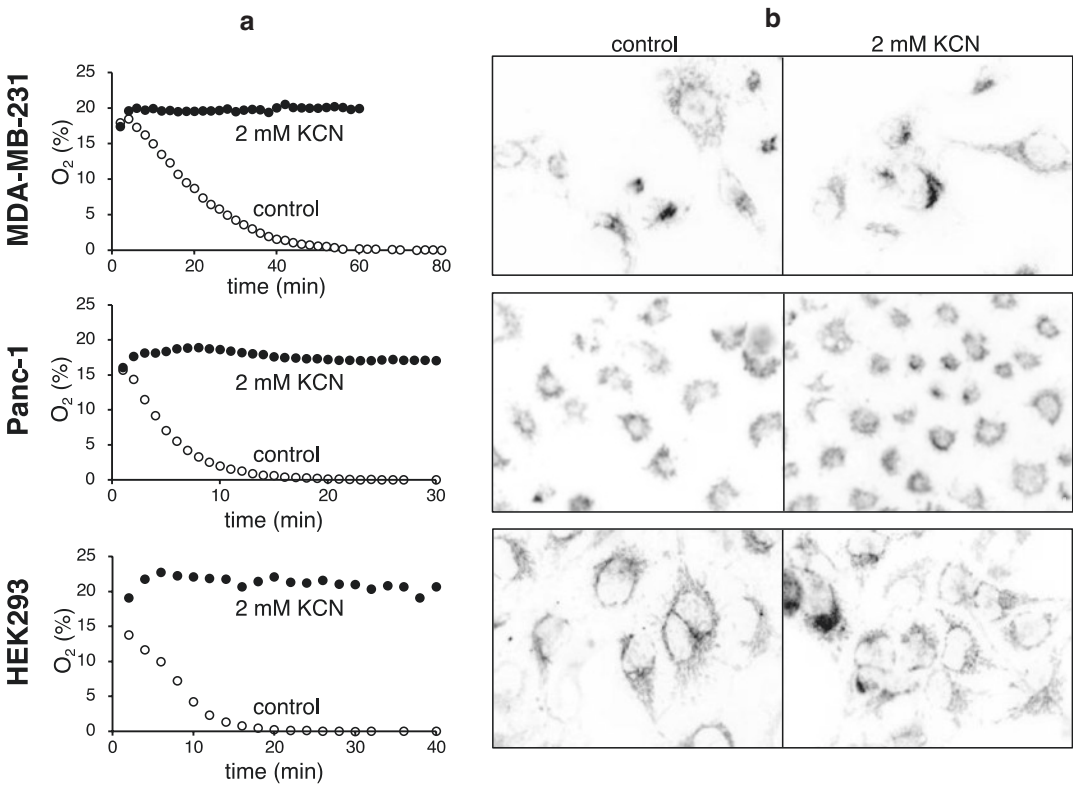 a
b
control
2 mM KCN
MDA-MB-231
O₂ (%)
25
20
15
10
5
0
2 mM KCN
control
0
20
40
60
80
time (min)
Panc-1
O₂ (%)
25
20
15
10
5
0
2 mM KCN
control
0
10
20
30
time (min)
HEK293
O₂ (%)
25
20
15
10
5
0
2 mM KCN
control
0
10
20
30
40
time (min)